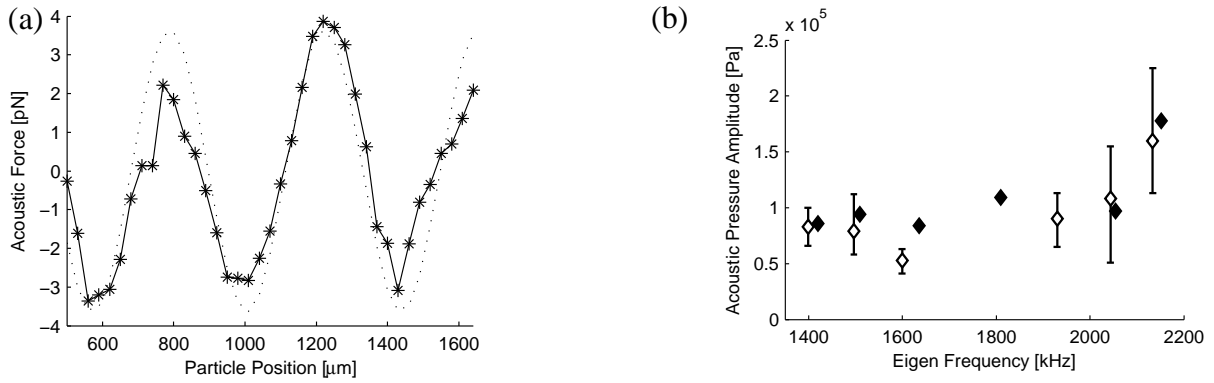 (a)
Acoustic Force [pN]
4
3
2
1
0
−1
−2
−3
−4
600 800 1000 1200 1400 1600
Particle Position [μm]
(b)
x 10^5
Acoustic Pressure Amplitude [Pa]
2.5
2
1.5
1
0.5
0
1400 1600 1800 2000 2200
Eigen Frequency [kHz]